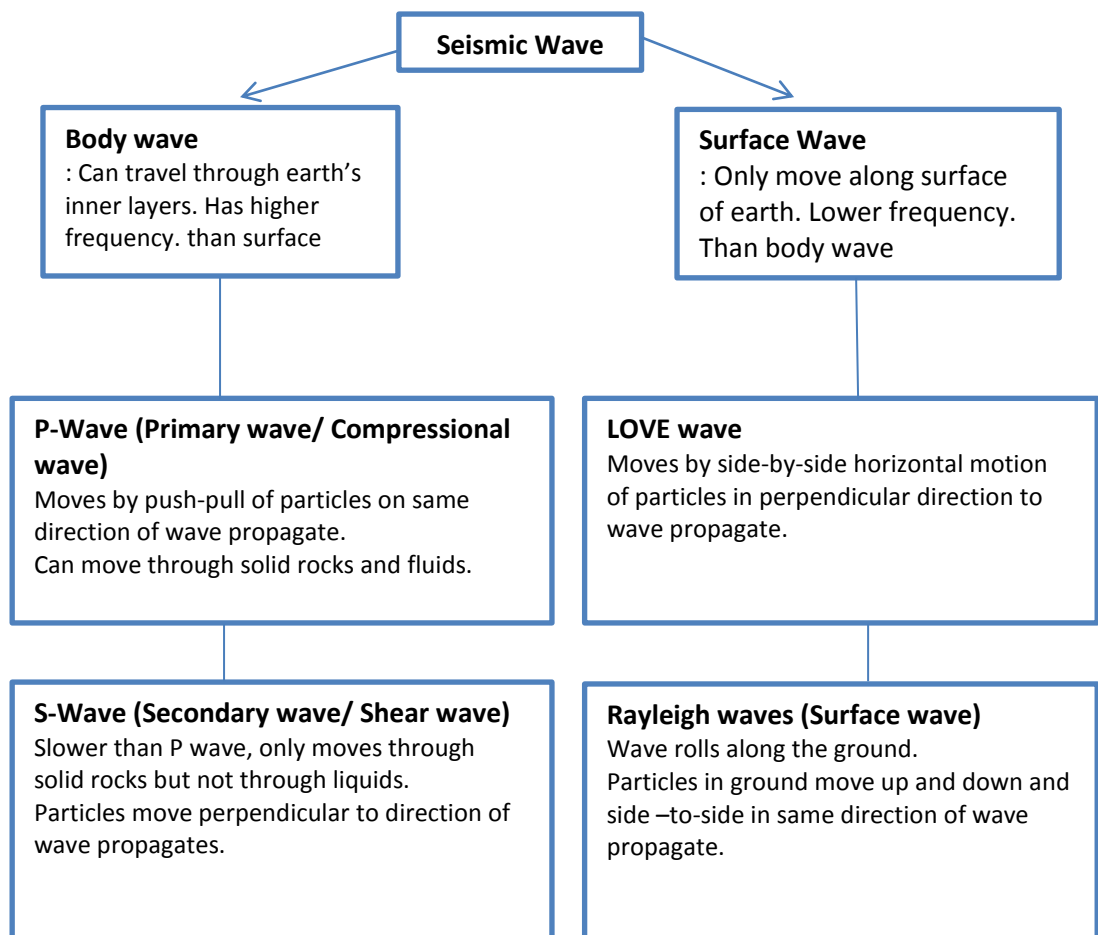 Seismic Wave
Body wave
: Can travel through earth’s
inner layers. Has higher
frequency. than surface
Surface Wave
: Only move along surface
of earth. Lower frequency.
Than body wave
P-Wave (Primary wave/ Compressional
wave)
Moves by push-pull of particles on same
direction of wave propagate.
Can move through solid rocks and fluids.
LOVE wave
Moves by side-by-side horizontal motion
of particles in perpendicular direction to
wave propagate.
S-Wave (Secondary wave/ Shear wave)
Slower than P wave, only moves through
solid rocks but not through liquids.
Particles move perpendicular to direction of
wave propagates.
Rayleigh waves (Surface wave)
Wave rolls along the ground.
Particles in ground move up and down and
side –to-side in same direction of wave
propagate.